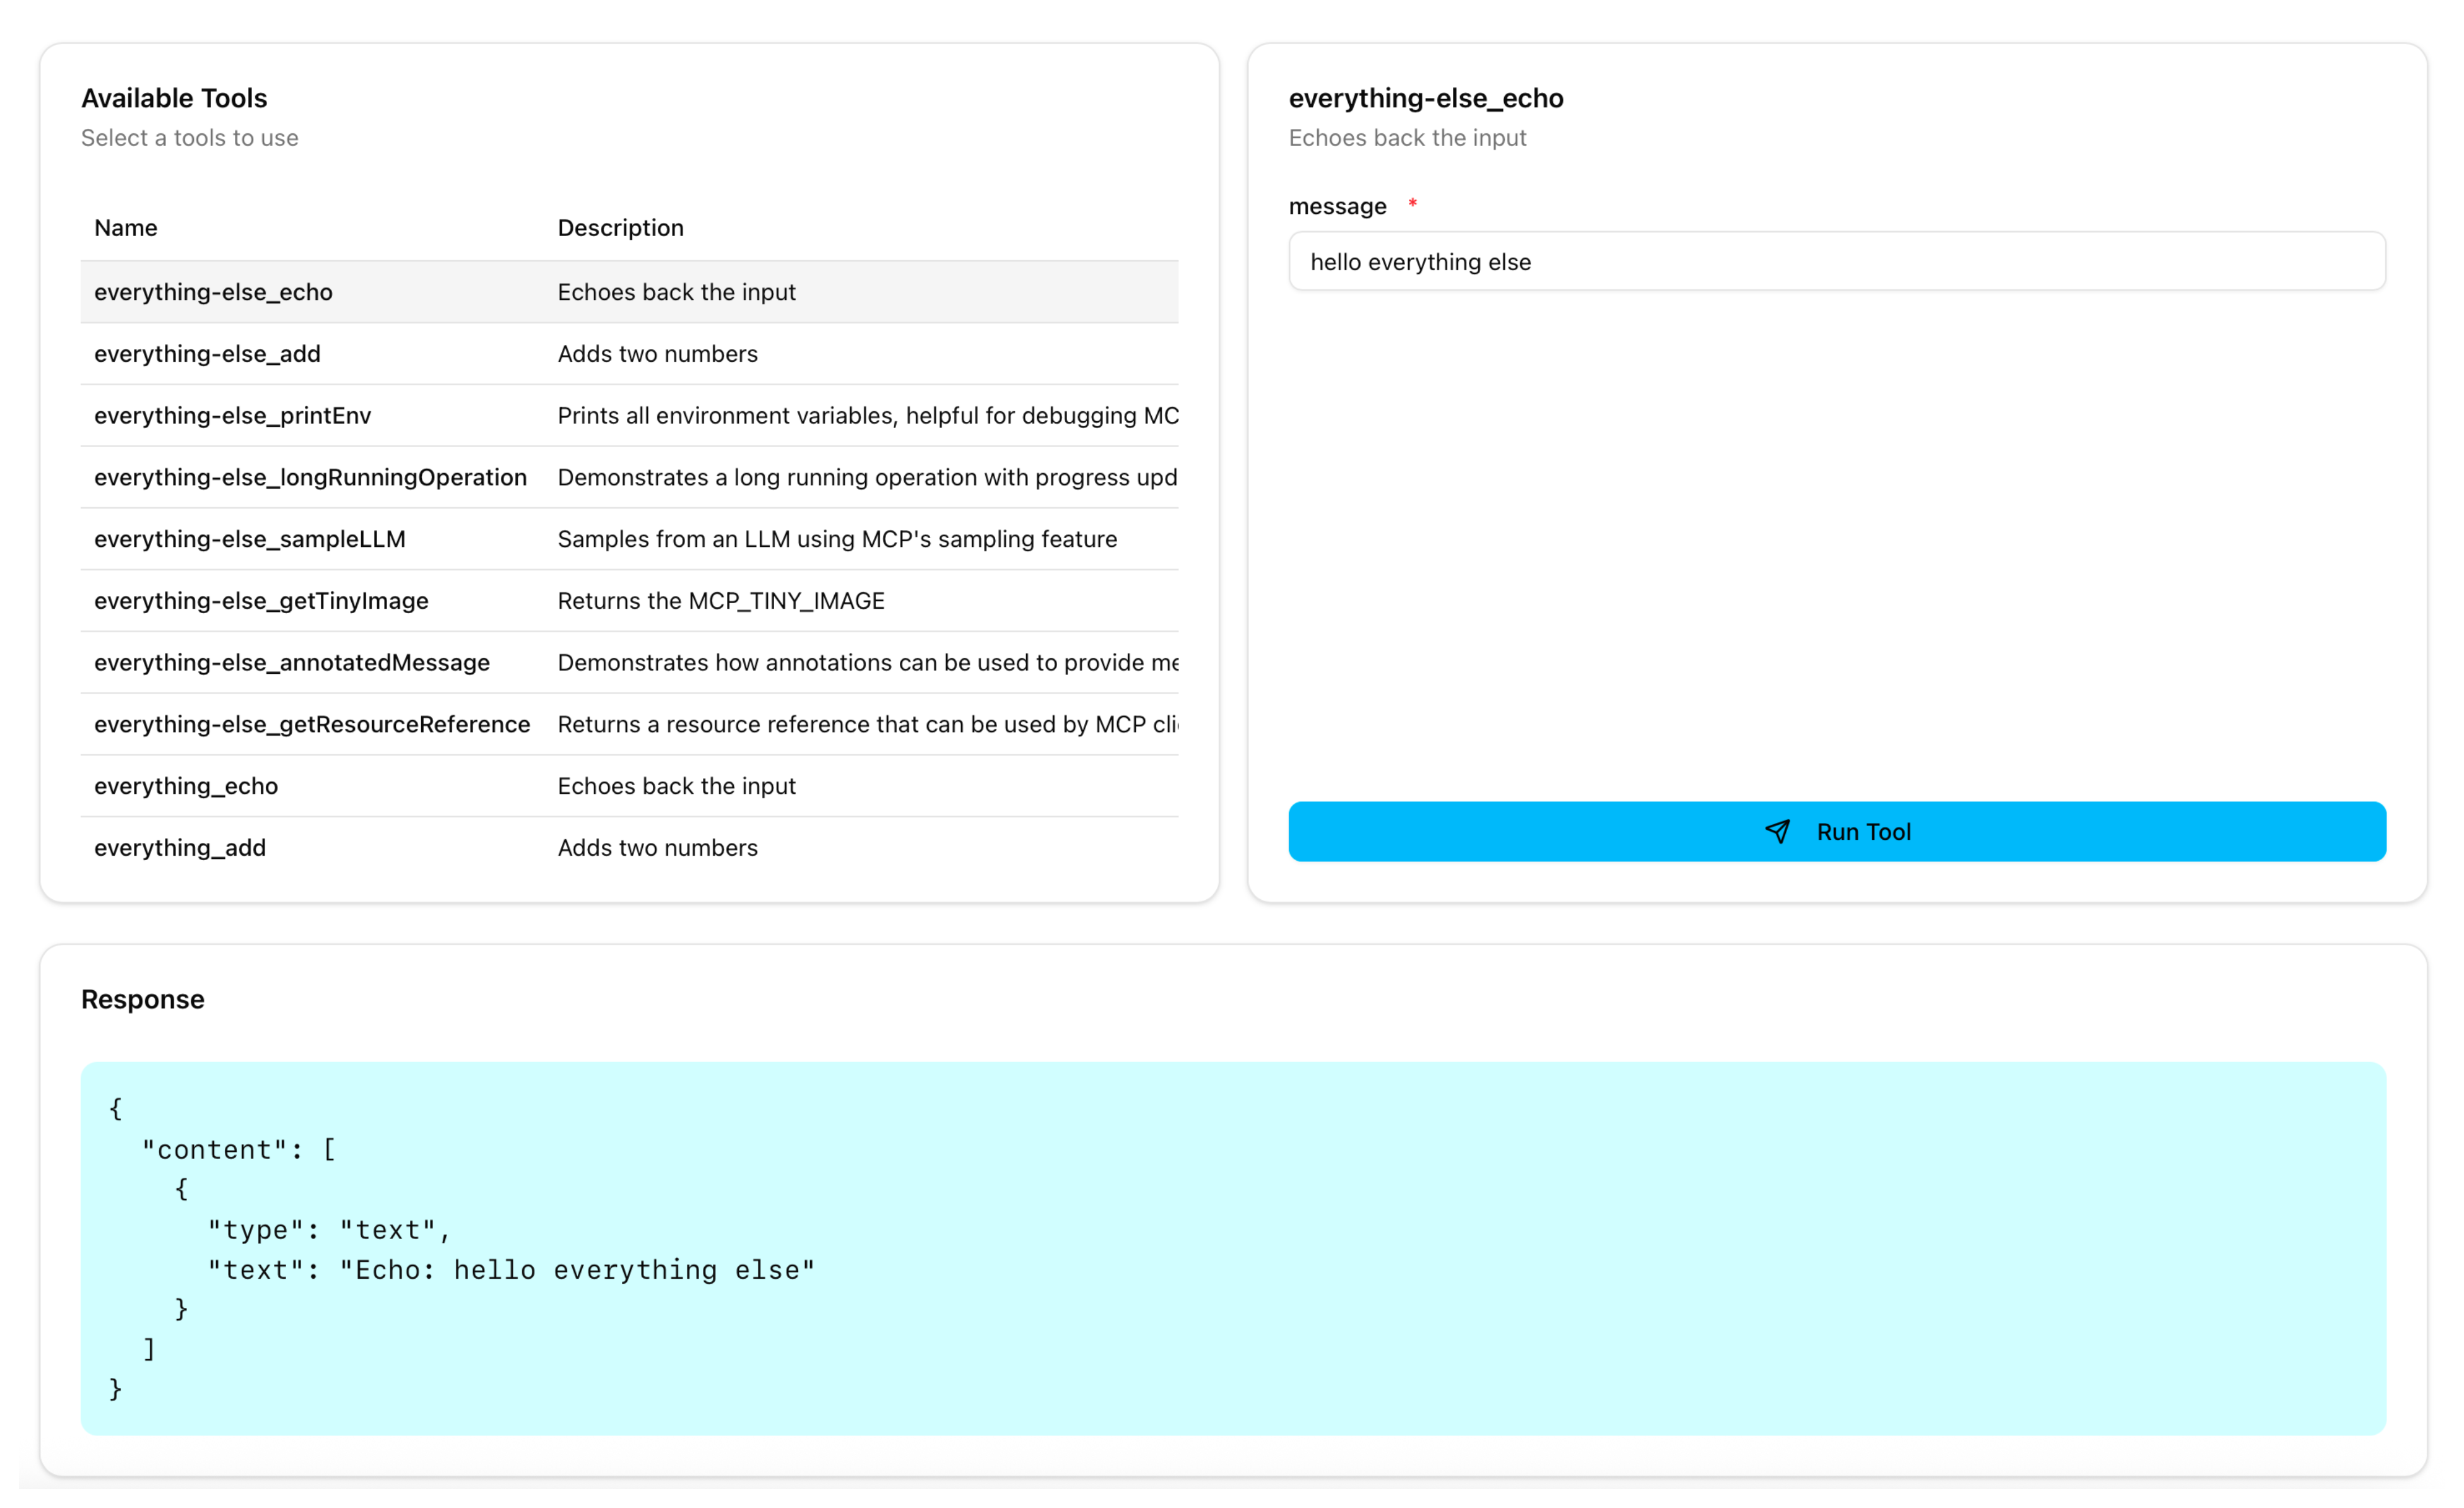 Available Tools
Select a tools to use
Name Description
everything-else_echo Echoes back the input
everything-else_add Adds two numbers
everything-else_printEnv Prints all environment variables, helpful for debugging MC
everything-else_longRunningOperation Demonstrates a long running operation with progress upd
everything-else_sampleLLM Samples from an LLM using MCP's sampling feature
everything-else_getTinyImage Returns the MCP_TINY_IMAGE
everything-else_annotatedMessage Demonstrates how annotations can be used to provide me
everything-else_getResourceReference Returns a resource reference that can be used by MCP cli
everything_echo Echoes back the input
everything_add Adds two numbers
everything-else_echo
Echoes back the input
message *
hello everything else
Run Tool
Response
{
  "content": [
    {
      "type": "text",
      "text": "Echo: hello everything else"
    }
  ]
}